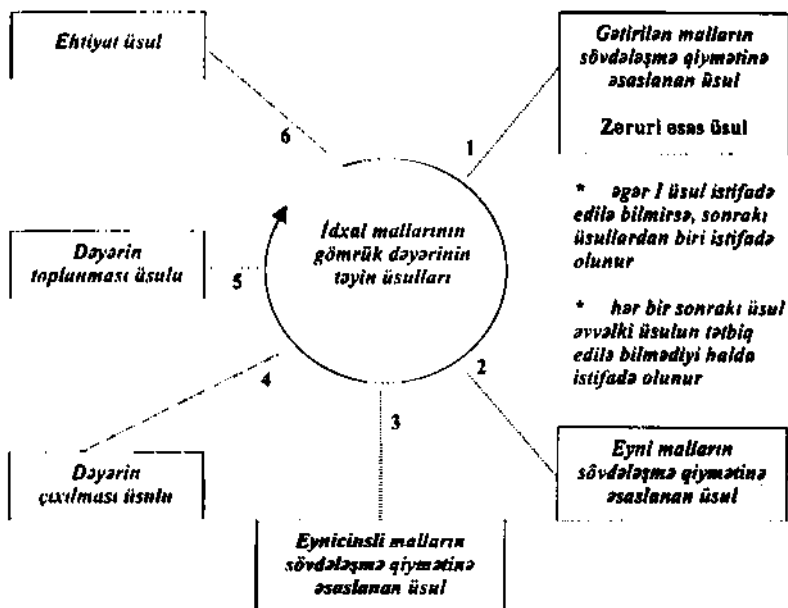 Ehtiyat üsul
Gətirilən malların
sövdələşmə qiymətinə
əsaslanan üsul
Zəruri əsas üsul
6
1
* əgər I üsul istifadə
edilə bilmirsə, sonrakı
üsullardan biri istifadə
olunur
* hər bir sonrakı üsul
əvvəlki üsulun tətbiq
edilə bilmədiyi halda
istifadə olunur
İdxal mallarının
gömrük dəyərinin
təyin üsulları
Dəyərin
toplanması üsulu
5
4
2
3
Dəyərin
çıxılması üsulu
Eyni malların
sövdələşmə qiymətinə
əsaslanan üsul
Eynicinsli malların
sövdələşmə qiymətinə
əsaslanan üsul